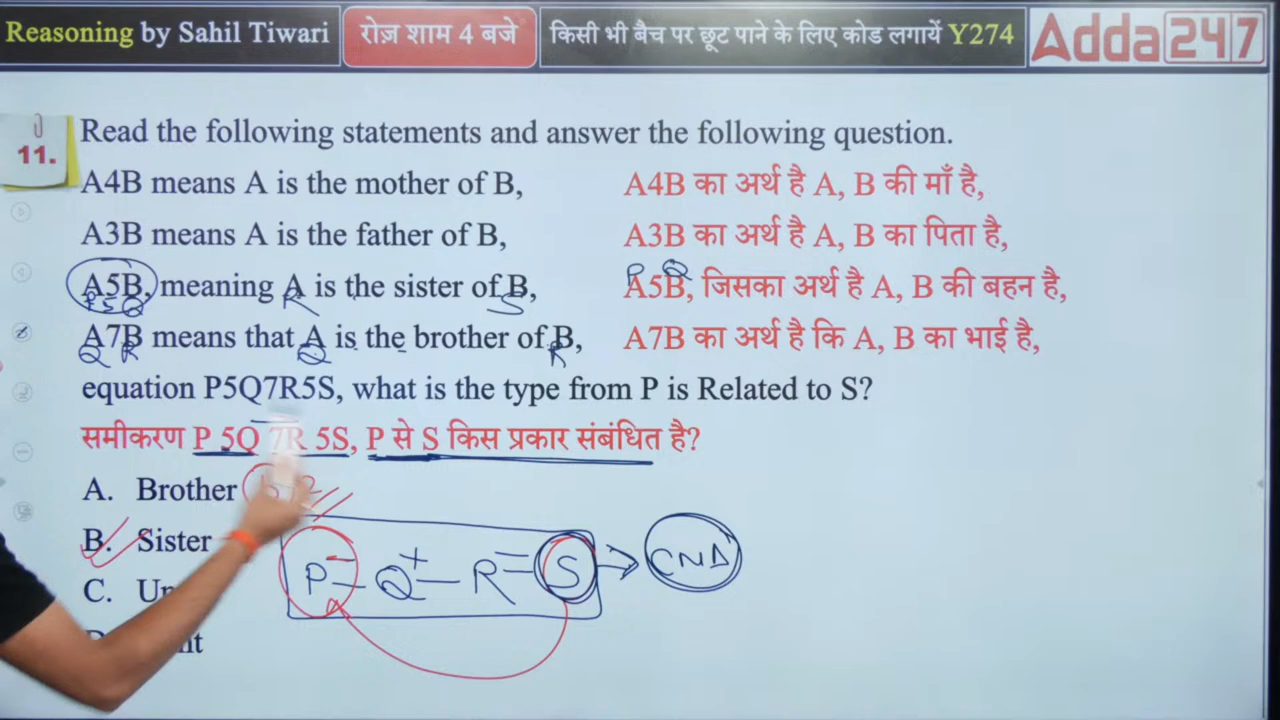 Reasoning by Sahil Tiwari
रोज़ शाम 4 बजे
किसी भी बैच पर छूट पाने के लिए कोड लगायें Y274
Adda247
11.
Read the following statements and answer the following question.
A4B means A is the mother of B,
A4B का अर्थ है A, B की माँ है,
A3B means A is the father of B,
A3B का अर्थ है A, B का पिता है,
P Q
A5B, meaning A is the sister of B,
A5B, जिसका अर्थ है A, B की बहन है,
P5Q R S
A7B means that A is the brother of B,
A7B का अर्थ है कि A, B का भाई है,
Q R Q R
equation P5Q7R5S, what is the type from P is Related to S?
समीकरण P 5Q 7R 5S, P से S किस प्रकार संबंधित है?
A. Brother
B. Sister
C.
P - Q + - R - S → CND